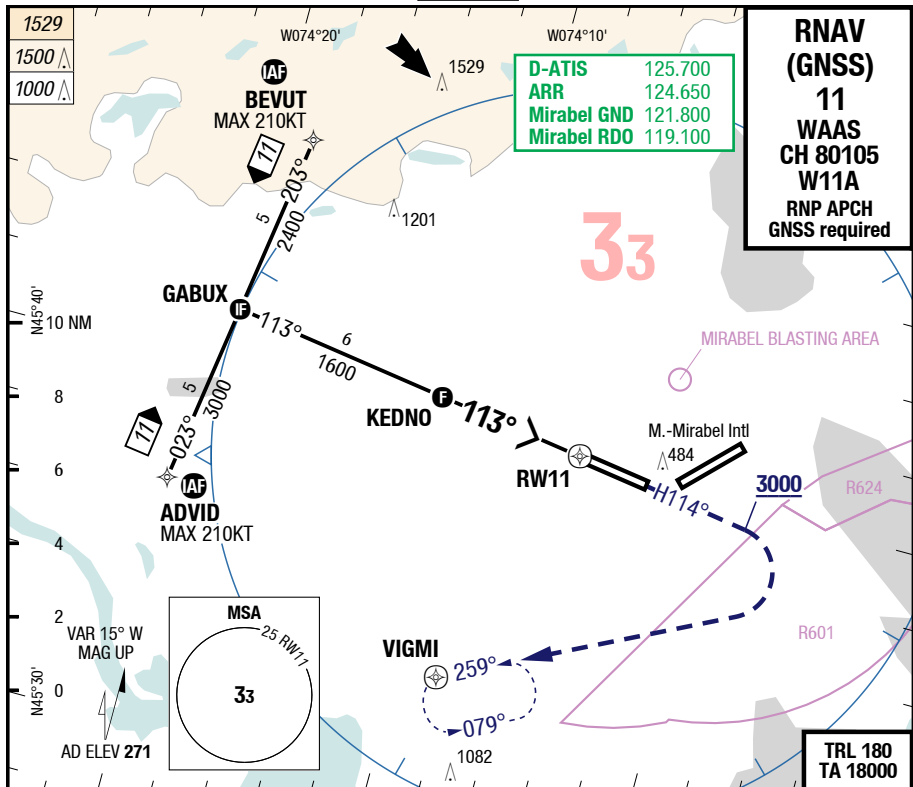 1529
1500
1000
W074°20'
W074°10'
1529
IAF
BEVUT
MAX 210KT
11
203°
5
2400
1201
D-ATIS 125.700
ARR 124.650
Mirabel GND 121.800
Mirabel RDO 119.100
RNAV
(GNSS)
11
WAAS
CH 80105
W11A
RNP APCH
GNSS required
33
N45°40'
10 NM
GABUX
IF
113°
6
1600
MIRABEL BLASTING AREA
8
5
3000
11
023°
KEDNO
F
113°
M.-Mirabel Intl
484
RW11
H114°
3000
R624
6
IAF
ADVID
MAX 210KT
4
2
MSA
25 RW11
33
R601
VAR 15° W
MAG UP
VIGMI
259°
079°
N45°30'
0
AD ELEV 271
1082
TRL 180
TA 18000